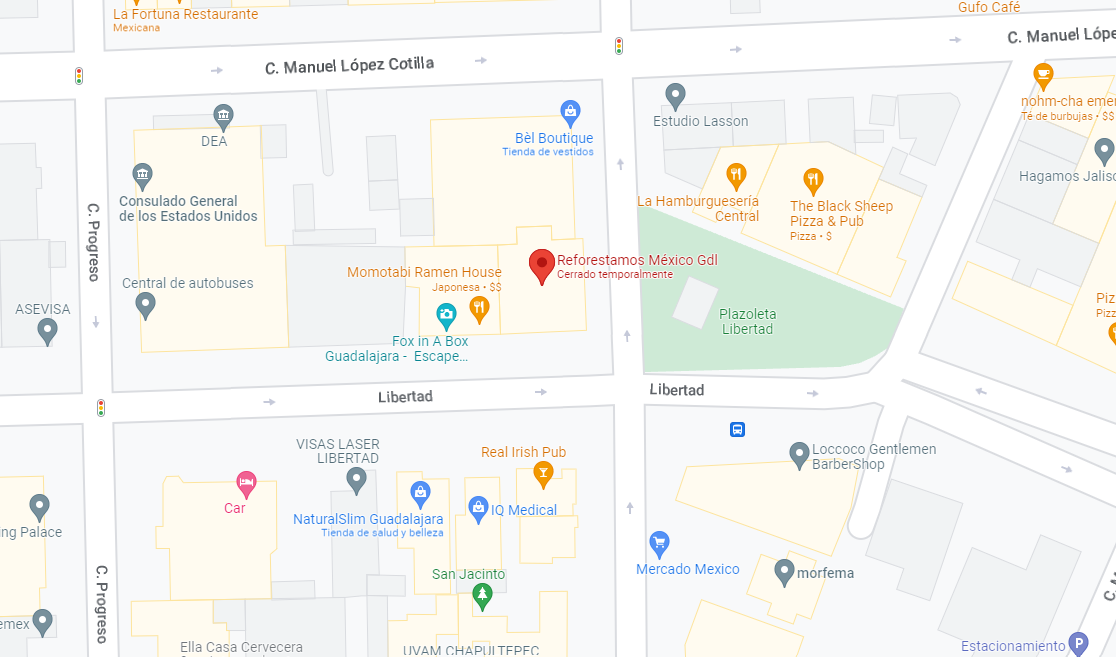 La Fortuna Restaurante
Mexicana
Gufo Café
C. Manuel López Cotilla
C. Manuel Lópe
nohm-cha eme
Té de burbujas • $$
Estudio Lasson
DEA
Bèl Boutique
Tienda de vestidos
Hagamos Jalisc
Consulado General
de los Estados Unidos
La Hamburguesería
Central
The Black Sheep
Pizza & Pub
Pizza • $
C. Progreso
Reforestamos México Gdl
Cerrado temporalmente
Momotabi Ramen House
Japonesa • $$
Central de autobuses
ASEVISA
Plazoleta
Libertad
Piz
Pizz
Fox in A Box
Guadalajara - Escape...
Libertad
Libertad
VISAS LASER
LIBERTAD
Real Irish Pub
Loccoco Gentlemen
BarberShop
Car
NaturalSlim Guadalajara
Tienda de salud y belleza
IQ Medical
ng Palace
San Jacinto
Mercado Mexico
morfema
C. Progreso
emex
Ella Casa Cervecera
UVAM CHAPULTEPEC
Estacionamiento
P